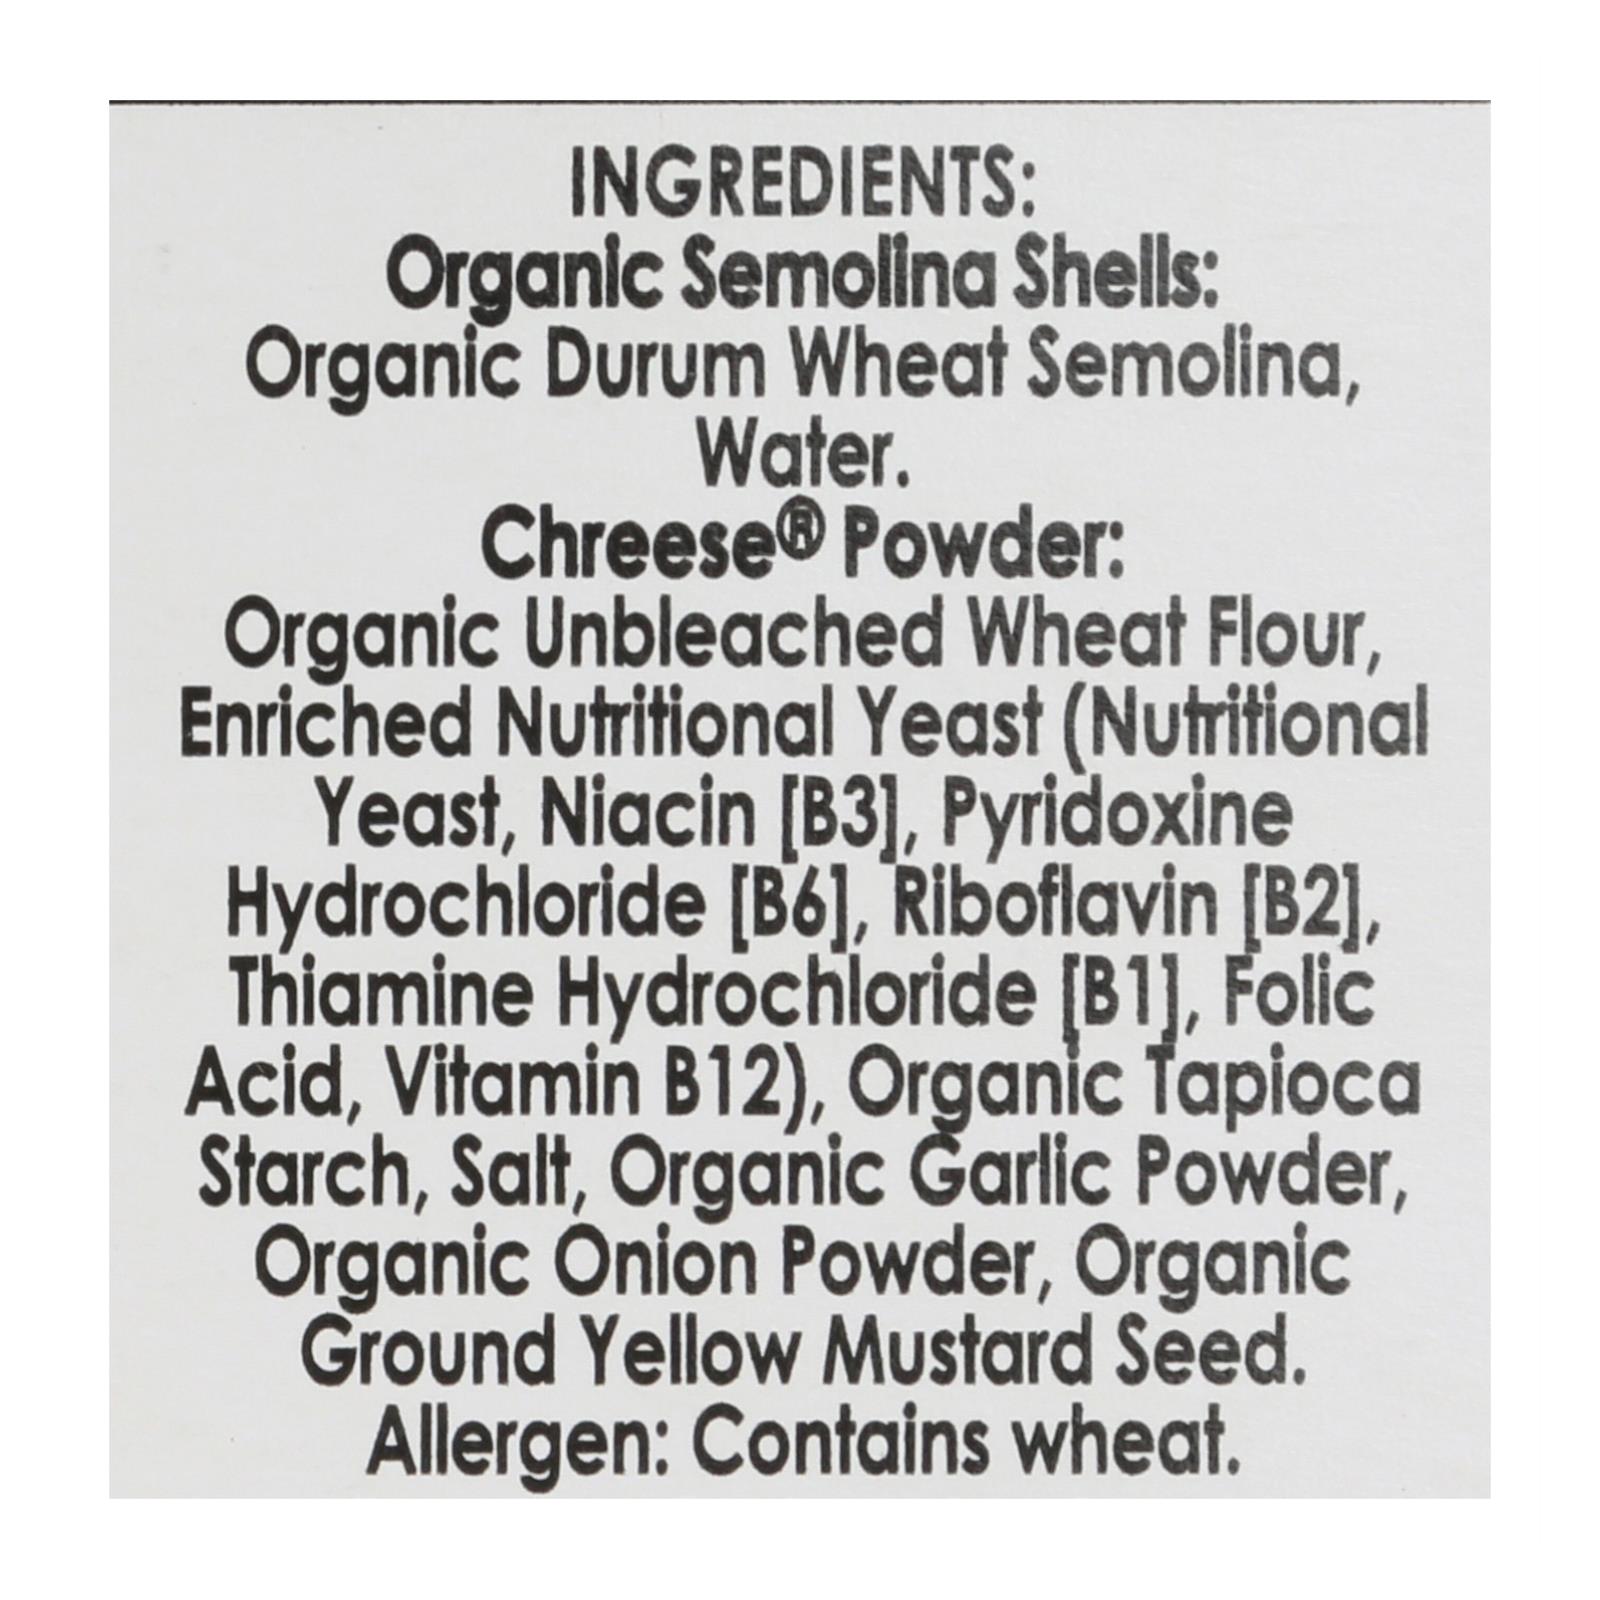 INGREDIENTS:
Organic Semolina Shells:
Organic Durum Wheat Semolina,
Water.
Chreese® Powder:
Organic Unbleached Wheat Flour,
Enriched Nutritional Yeast (Nutritional
Yeast, Niacin [B3], Pyridoxine
Hydrochloride [B6], Riboflavin [B2],
Thiamine Hydrochloride [B1], Folic
Acid, Vitamin B12), Organic Tapioca
Starch, Salt, Organic Garlic Powder,
Organic Onion Powder, Organic
Ground Yellow Mustard Seed.
Allergen: Contains wheat.